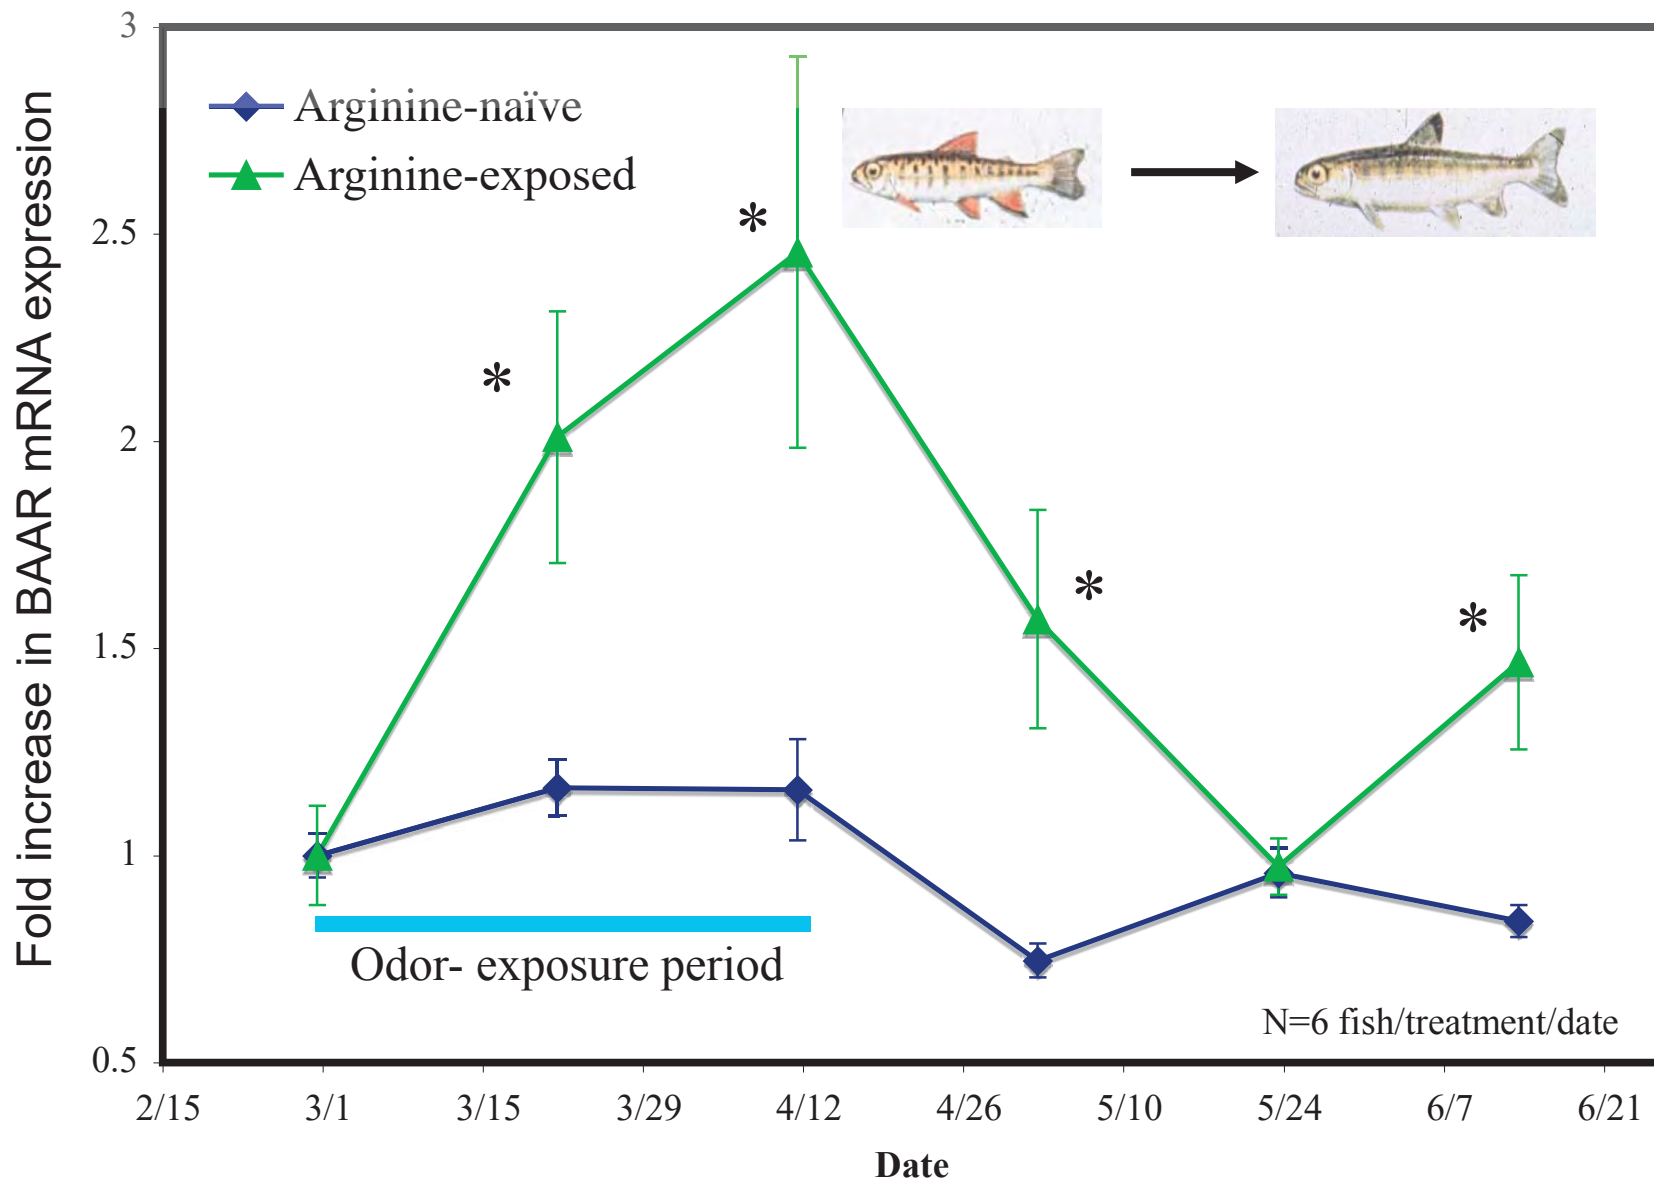 3
Arginine-naïve
Arginine-exposed
*
2.5
*
2
*
*
1.5
1
0.5
Fold increase in BAAR mRNA expression
Odor- exposure period
N=6 fish/treatment/date
2/15 3/1 3/15 3/29 4/12 4/26 5/10 5/24 6/7 6/21
Date